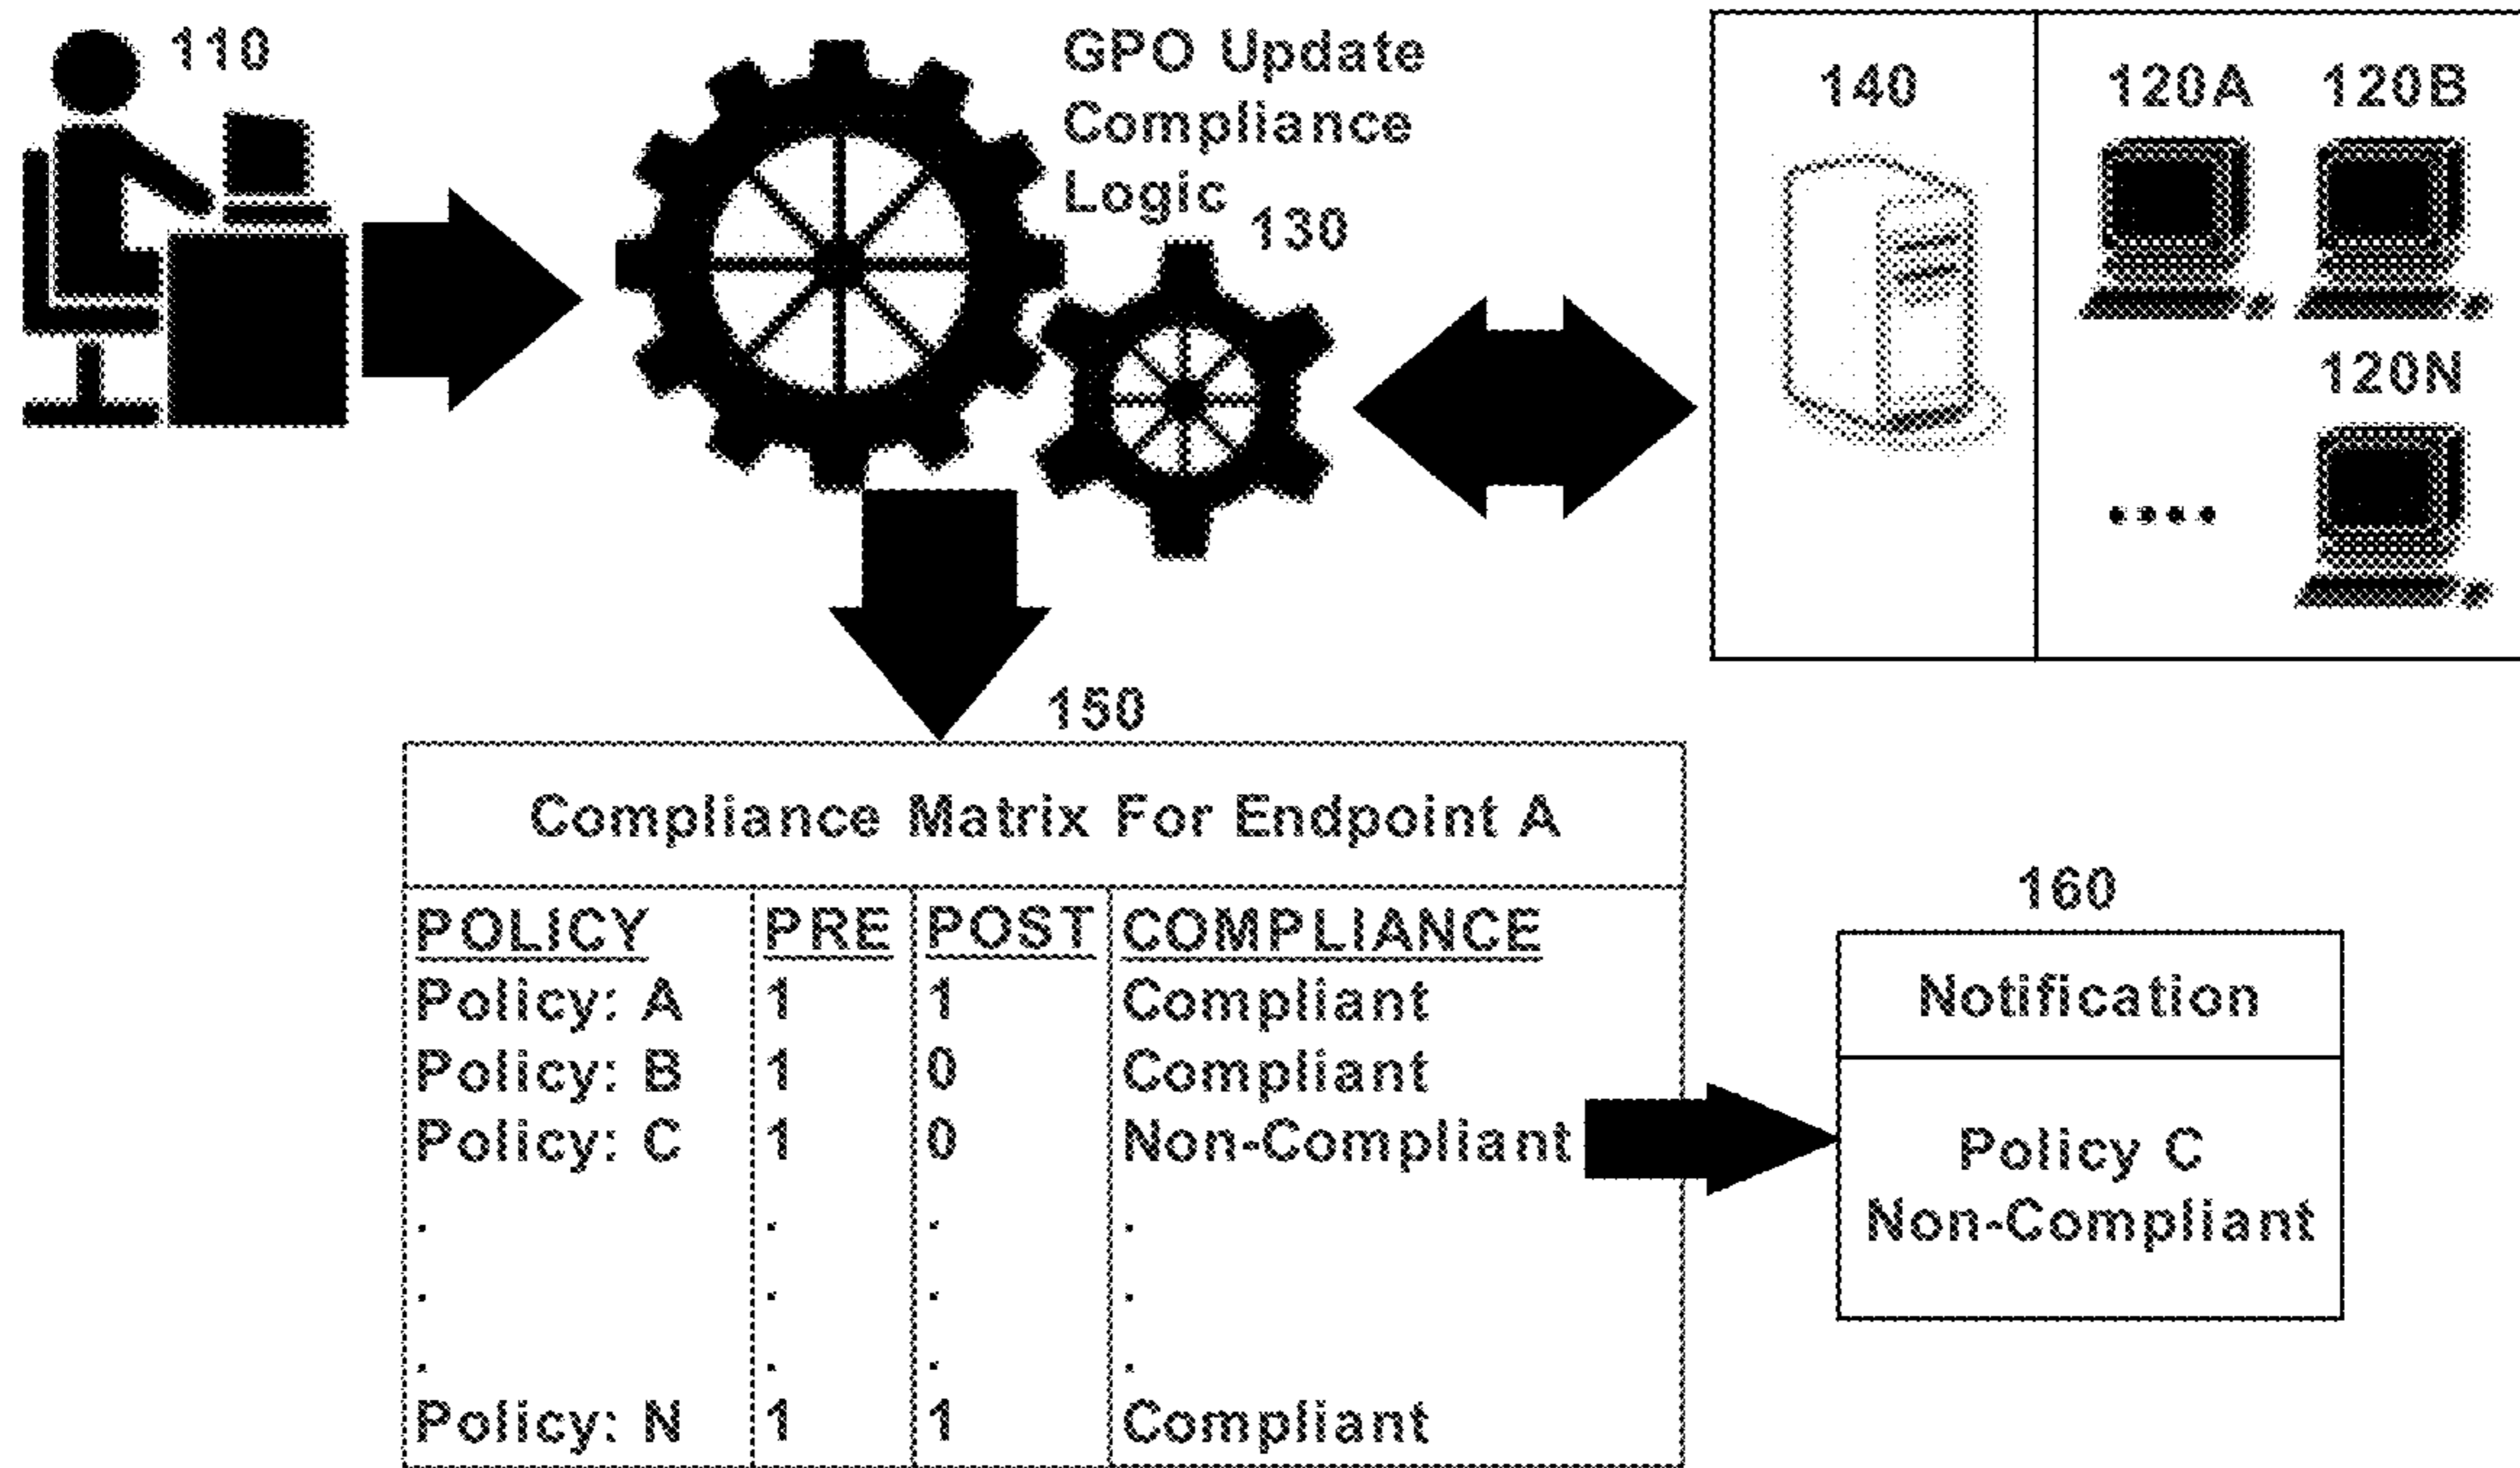 110
GPO Update
Compliance
Logic
130
140
120A 120B
120N
150
Compliance Matrix For Endpoint A
POLICY PRE POST COMPLIANCE
Policy: A 1 1 Compliant
Policy: B 1 0 Compliant
Policy: C 1 0 Non-Compliant
. . . .
. . . .
. . . .
Policy: N 1 1 Compliant
160
Notification
Policy C
Non-Compliant